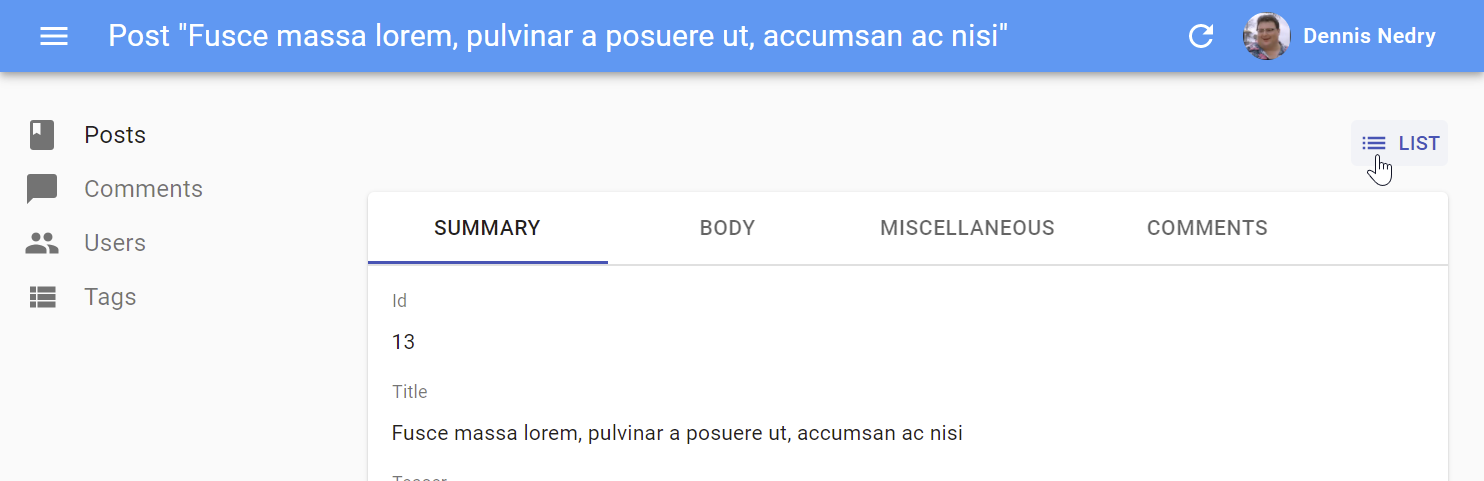 Post "Fusce massa lorem, pulvinar a posuere ut, accumsan ac nisi"
Dennis Nedry
Posts
Comments
Users
Tags
LIST
SUMMARY BODY MISCELLANEOUS COMMENTS
Id
13
Title
Fusce massa lorem, pulvinar a posuere ut, accumsan ac nisi